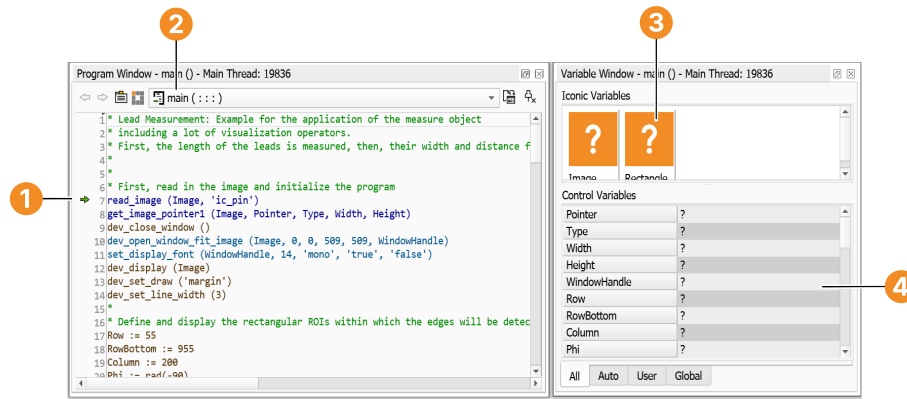 2
3
Program Window - main () - Main Thread: 19836
main ( : : : )
1 * Lead Measurement: Example for the application of the measure object
2 * including a lot of visualization operators.
3 * First, the length of the leads is measured, then, their width and distance f
4 *
5 *
6 * First, read in the image and initialize the program
1
7 read_image (Image, 'ic_pin')
8 get_image_pointer1 (Image, Pointer, Type, Width, Height)
9 dev_close_window ()
10 dev_open_window_fit_image (Image, 0, 0, 509, 509, WindowHandle)
11 set_display_font (WindowHandle, 14, 'mono', 'true', 'false')
12 dev_display (Image)
13 dev_set_draw ('margin')
14 dev_set_line_width (3)
15 *
16 * Define and display the rectangular ROIs within which the edges will be detec
17 Row := 55
18 RowBottom := 955
19 Column := 200
20 Phi := rad(-90)
Variable Window - main () - Main Thread: 19836
Iconic Variables
? ?
Image Rectangle
Control Variables
Pointer ?
Type ?
Width ?
Height ?
WindowHandle ?
4
Row ?
RowBottom ?
Column ?
Phi ?
All Auto User Global